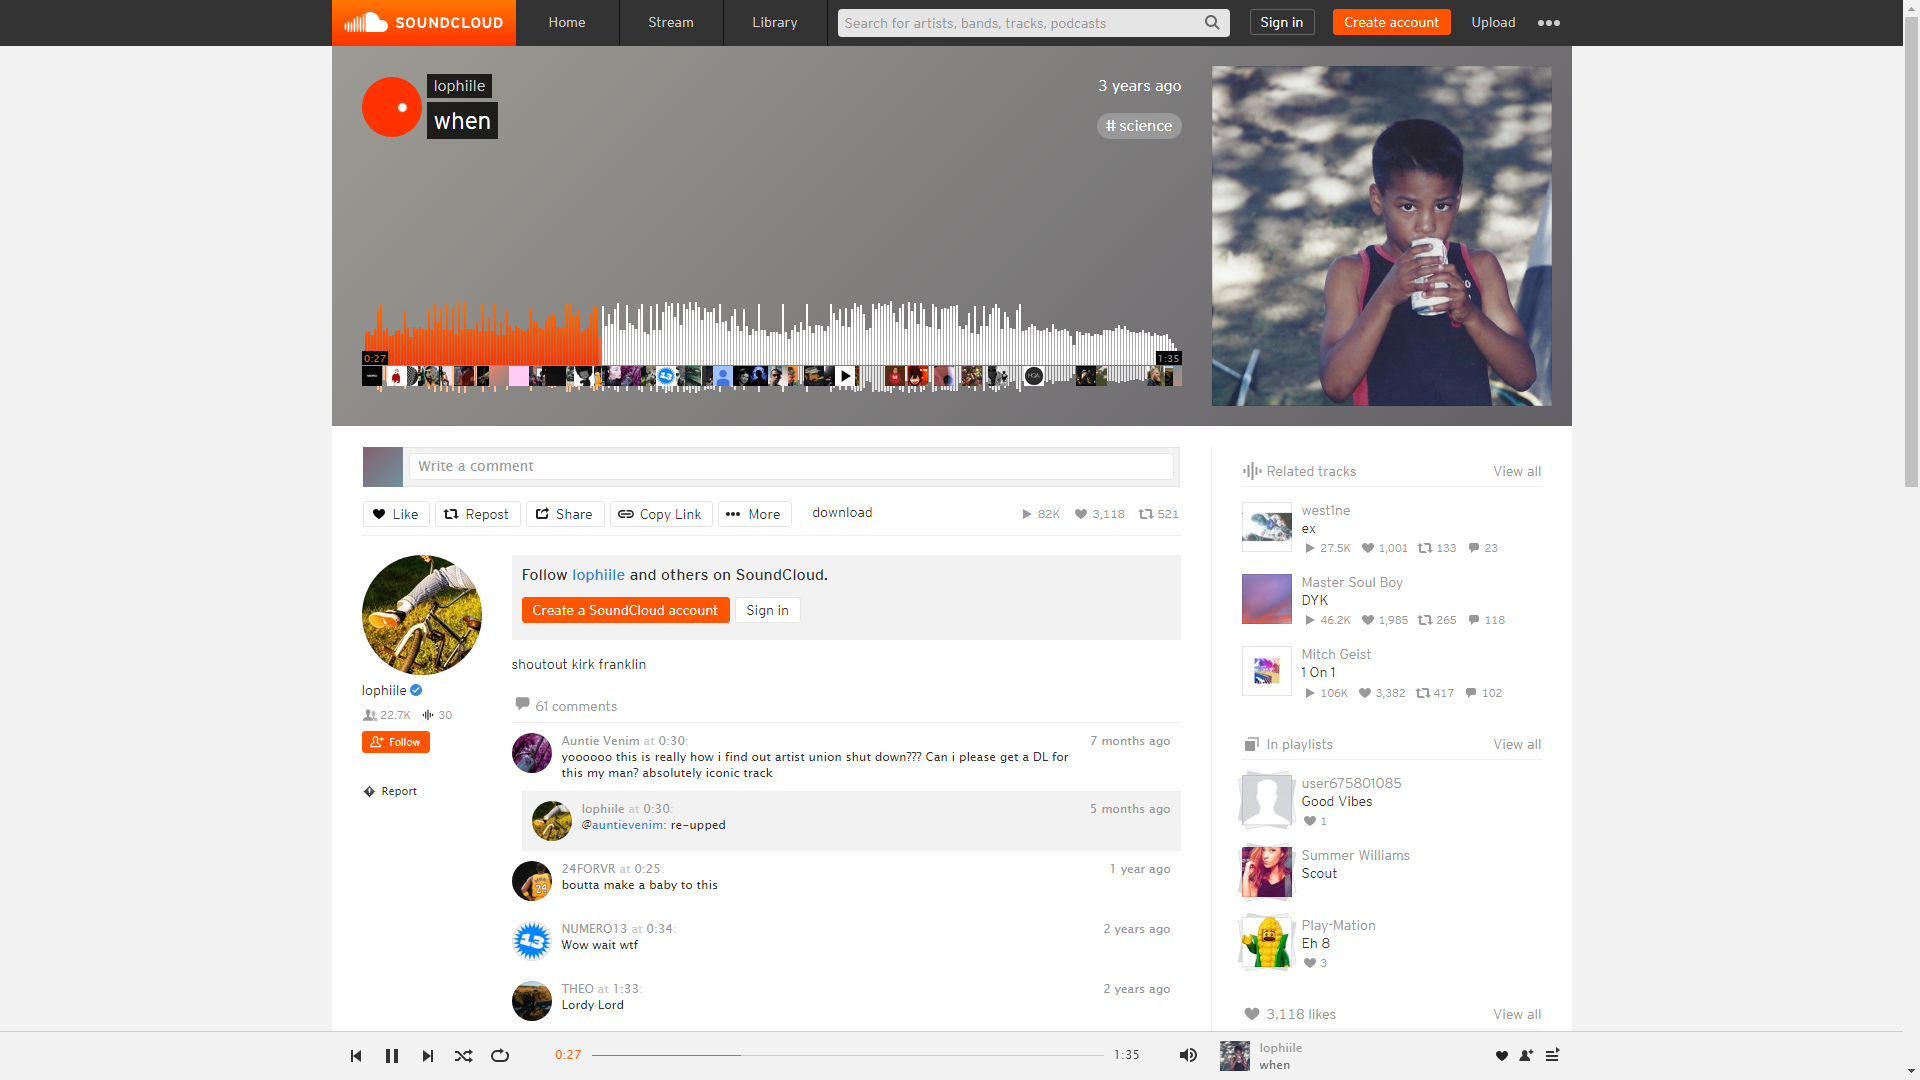 SOUNDCLOUD
Home
Stream
Library
Search for artists, bands, tracks, podcasts
Sign in
Create account
Upload
lophiile
when
3 years ago
# science
0:27
1:35
Write a comment
Like
Repost
Share
Copy Link
More
download
82K
3,118
521
Follow lophiile and others on SoundCloud.
Create a SoundCloud account
Sign in
lophiile
22.7K
30
Follow
Report
shoutout kirk franklin
61 comments
Auntie Venim at 0:30:
7 months ago
yoooooo this is really how i find out artist union shut down??? Can i please get a DL for
this my man? absolutely iconic track
lophiile at 0:30:
5 months ago
@auntievenim: re-upped
24FORVR at 0:25:
1 year ago
boutta make a baby to this
NUMERO13 at 0:34:
2 years ago
Wow wait wtf
THEO at 1:33:
2 years ago
Lordy Lord
Related tracks
View all
west1ne
ex
27.5K
1,001
133
23
Master Soul Boy
DYK
46.2K
1,985
265
118
Mitch Geist
1 On 1
106K
3,382
417
102
In playlists
View all
user675801085
Good Vibes
1
Summer Williams
Scout
Play-Mation
Eh 8
3
3,118 likes
View all
0:27
1:35
lophiile
when